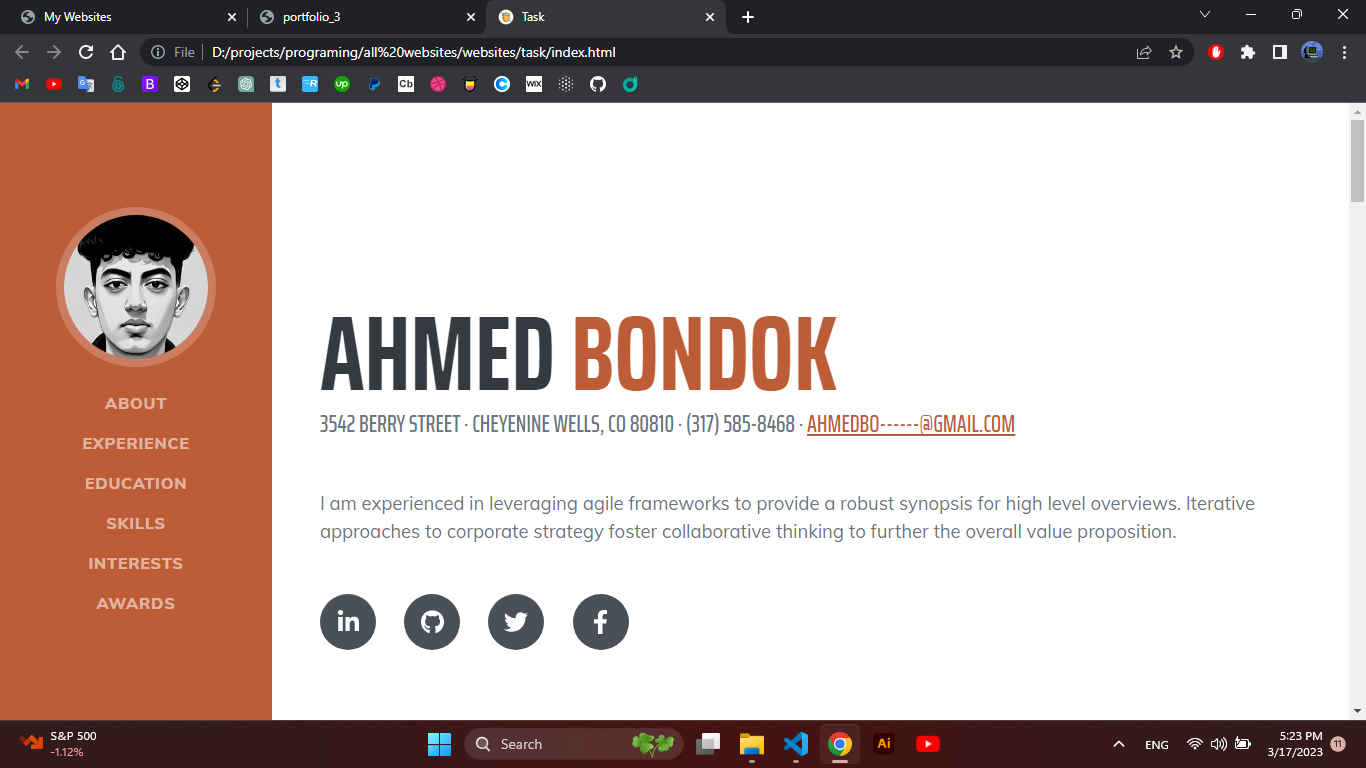 My Websites
portfolio_3
Task
File
D:/projects/programing/all%20websites/websites/task/index.html
B
t
R
up
Cb
C
WIX
ABOUT
EXPERIENCE
EDUCATION
SKILLS
INTERESTS
AWARDS
AHMED BONDOK
3542 BERRY STREET · CHEYENINE WELLS, CO 80810 · (317) 585-8468 · AHMEDBO------@GMAIL.COM
I am experienced in leveraging agile frameworks to provide a robust synopsis for high level overviews. Iterative
approaches to corporate strategy foster collaborative thinking to further the overall value proposition.
in
f
S&P 500
-1.12%
Search
Ai
ENG
5:23 PM
3/17/2023
11